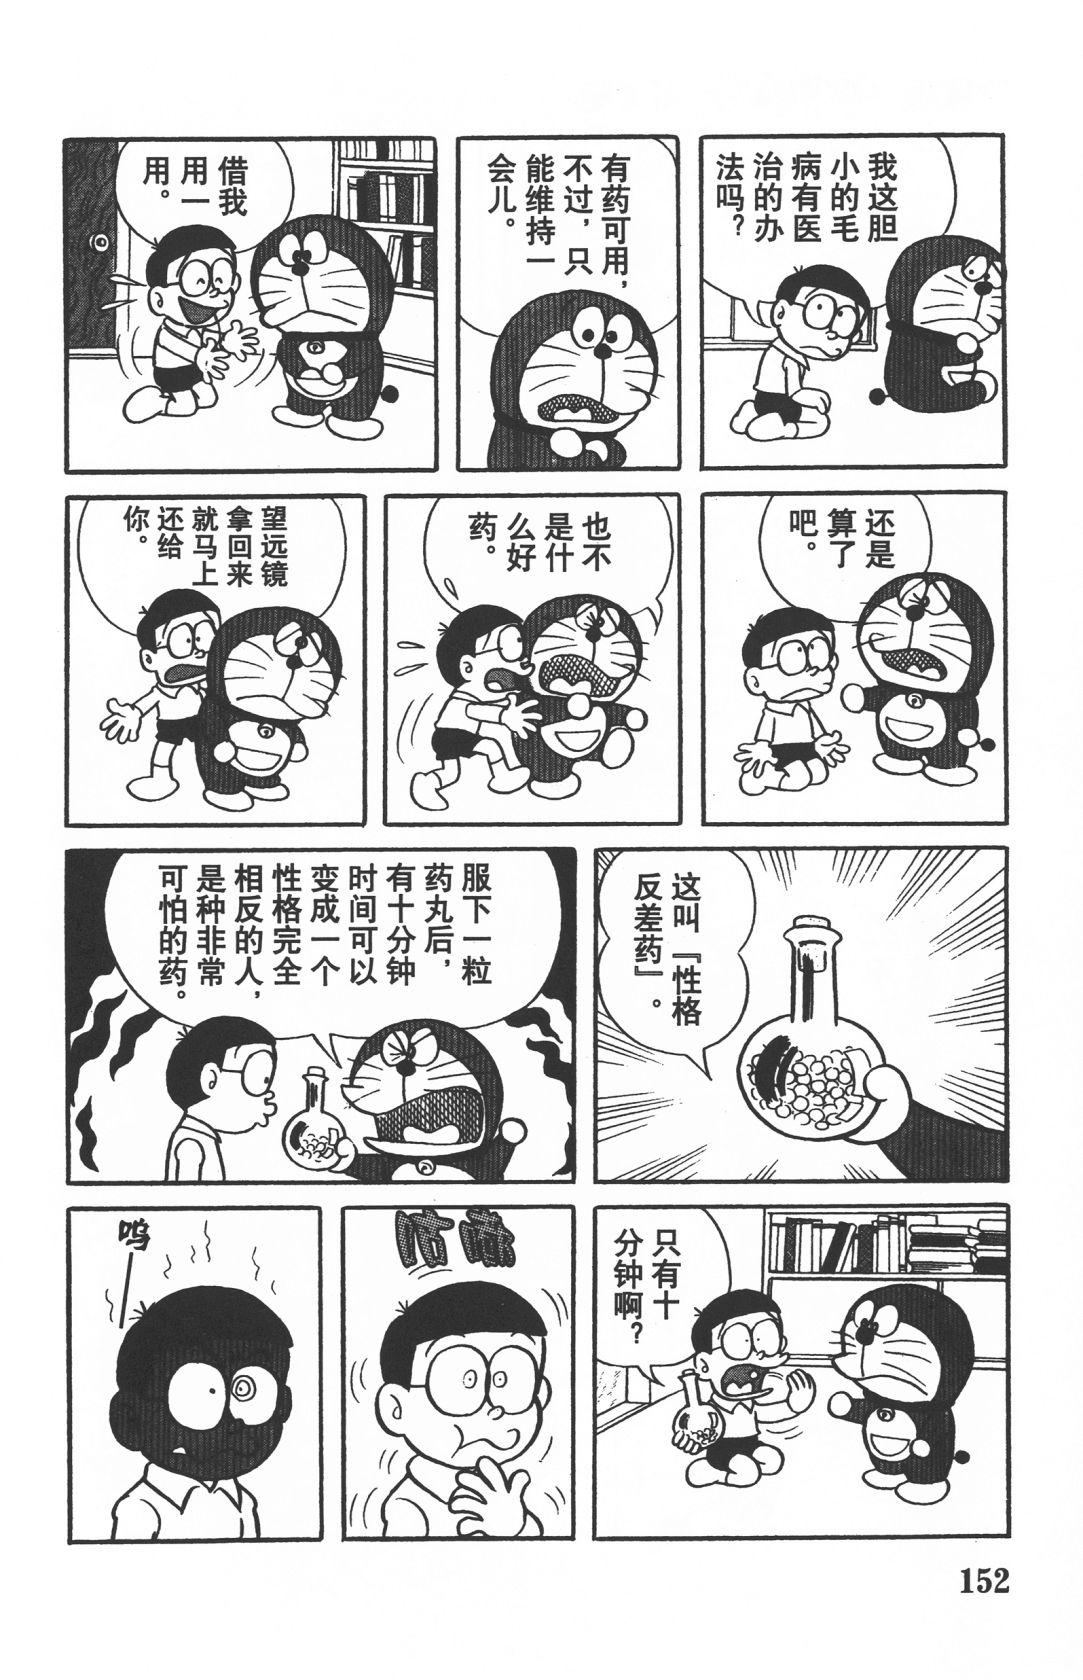 我这胆
小的毛
病有医
治的办
法吗？
有药可用，
不过，只
能维持一
会儿。
借我
用一
用。
还是
算了
吧。
也不
是什
么好
药。
望远镜
拿回来
就马上
还给
你。
这叫『性格
反差药』。
服下一粒
药丸后，
有十分钟
时间可以
变成一个
性格完全
相反的人，
是种非常
可怕的药。
只有十
分钟啊？
咕噜
呜
152